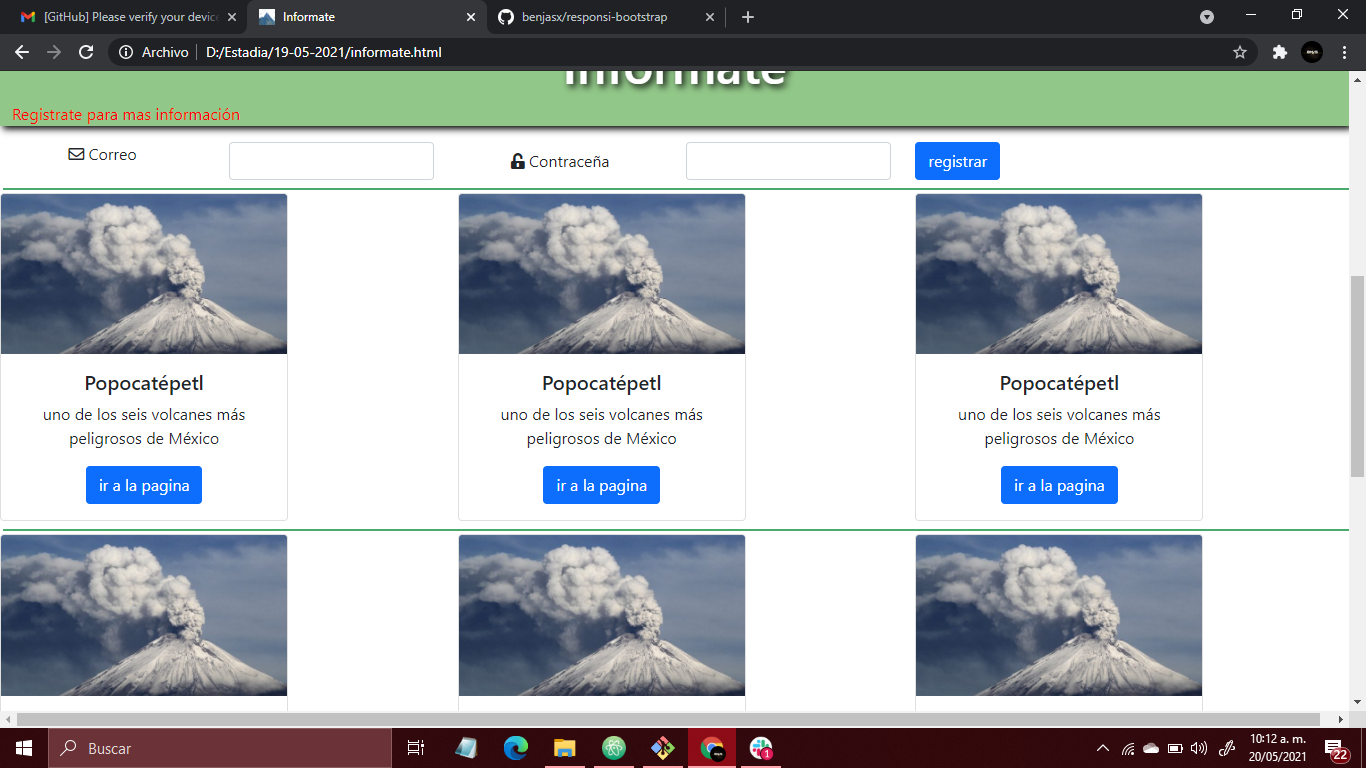 [GitHub] Please verify your device
Informate
benjasx/responsi-bootstrap
Archivo
D:/Estadia/19-05-2021/informate.html
Informate
Registrate para mas información
Correo
Contraceña
registrar
Popocatépetl
uno de los seis volcanes más
peligrosos de México
ir a la pagina
Popocatépetl
uno de los seis volcanes más
peligrosos de México
ir a la pagina
Popocatépetl
uno de los seis volcanes más
peligrosos de México
ir a la pagina
Buscar
1
10:12 a. m.
20/05/2021
22